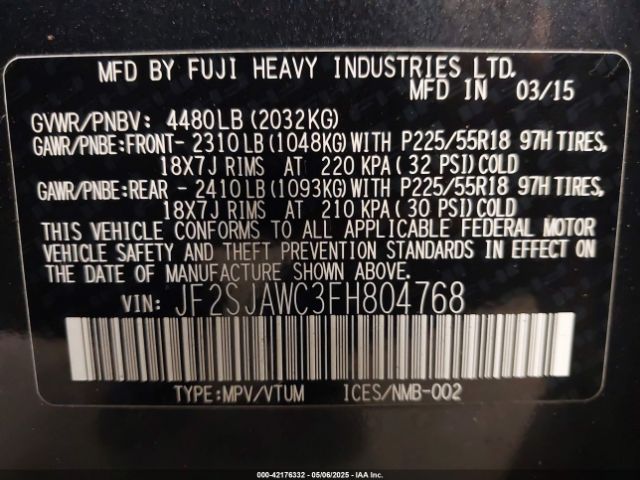 MFD BY FUJI HEAVY INDUSTRIES LTD.
MFD IN 03/15
GVWR/PNBV: 4480LB(2032KG)
GAWR/PNBE:FRONT- 2310LB(1048KG)WITH P225/55R18 97H TIRES,
18X7J RIMS AT 220 KPA(32 PSI)COLD
GAWR/PNBE:REAR - 2410LB(1093KG)WITH P225/55R18 97H TIRES,
18X7J RIMS AT 210 KPA(30 PSI)COLD
THIS VEHICLE CONFORMS TO ALL APPLICABLE FEDERAL MOTOR
VEHICLE SAFETY AND THEFT PREVENTION STANDARDS IN EFFECT ON
THE DATE OF MANUFACTURE SHOWN ABOVE.
VIN: JF2SJAWC3FH804768
TYPE:MPV/VTUM ICES/NMB-002
000-42176332 - 05/06/2025 - IAA Inc.